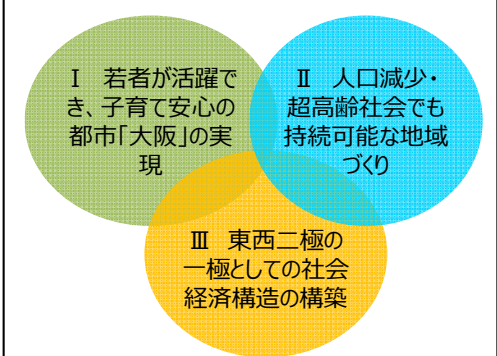 Ⅰ　若者が活躍で
き、子育て安心の
都市「大阪」の実
現
Ⅱ　人口減少・
超高齢社会でも
持続可能な地域
づくり
Ⅲ　東西二極の
一極としての社会
経済構造の構築